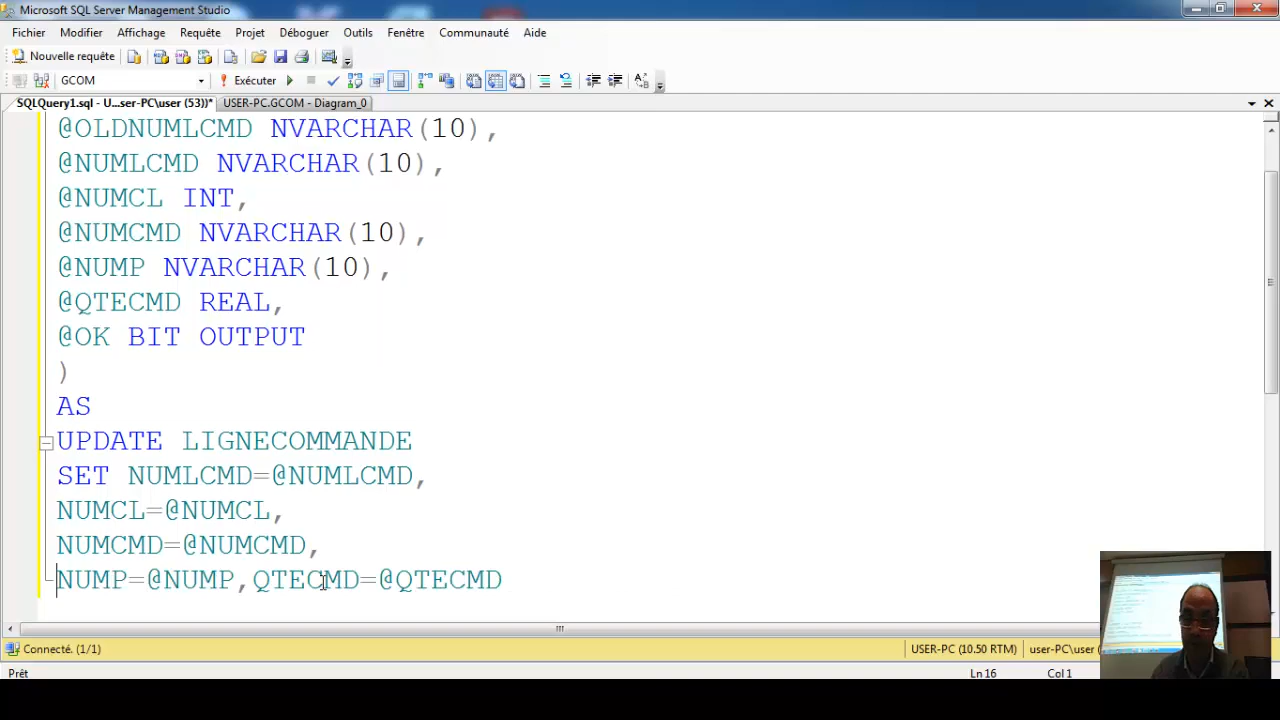 Microsoft SQL Server Management Studio
Fichier Modifier Affichage Requête Projet Déboguer Outils Fenêtre Communauté Aide
Nouvelle requête
GCOM Exécuter
SQLQuery1.sql - U...ser-PC\user (53))* USER-PC.GCOM - Diagram_0
@OLDNUMLCMD NVARCHAR(10),
@NUMLCMD NVARCHAR(10),
@NUMCL INT,
@NUMCMD NVARCHAR(10),
@NUMP NVARCHAR(10),
@QTECMD REAL,
@OK BIT OUTPUT
)
AS
UPDATE LIGNECOMMANDE
SET NUMLCMD=@NUMLCMD,
NUMCL=@NUMCL,
NUMCMD=@NUMCMD,
NUMP=@NUMP,QTECMD=@QTECMD
Connecté. (1/1) USER-PC (10.50 RTM) user-PC\user (
Prêt Ln 16 Col 1